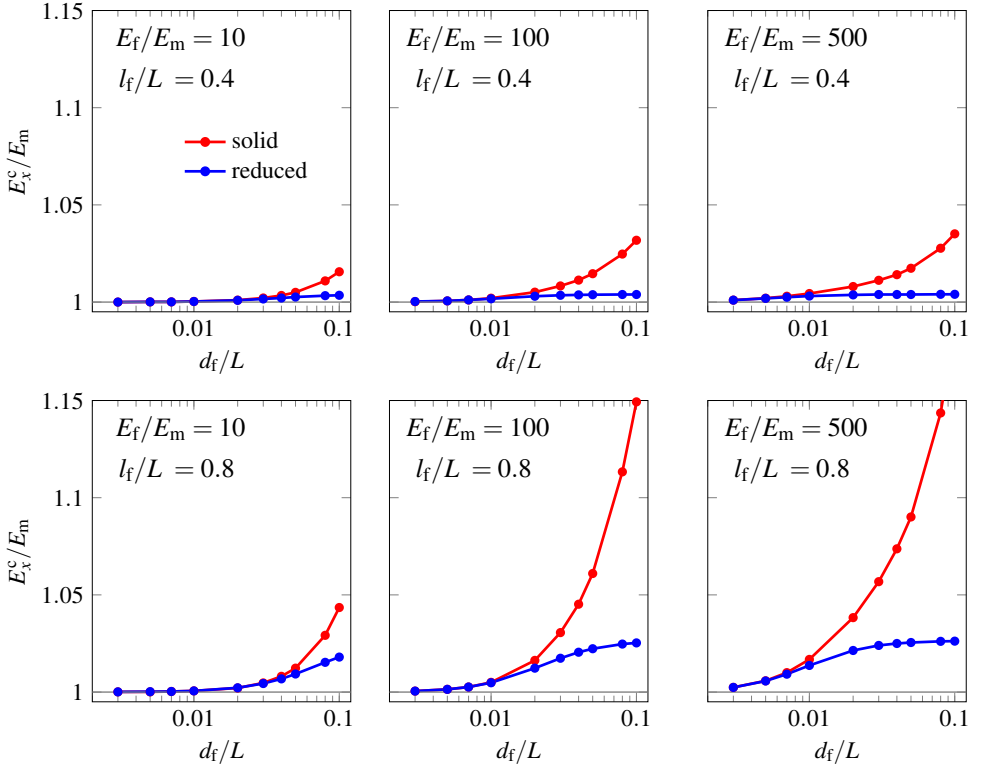 E_f/E_m = 10
l_f/L = 0.4
1.15
1.1
1.05
1
E_x^c/E_m
solid
reduced
0.01 0.1
d_f/L
E_f/E_m = 100
l_f/L = 0.4
0.01 0.1
d_f/L
E_f/E_m = 500
l_f/L = 0.4
0.01 0.1
d_f/L
E_f/E_m = 10
l_f/L = 0.8
1.15
1.1
1.05
1
E_x^c/E_m
0.01 0.1
d_f/L
E_f/E_m = 100
l_f/L = 0.8
0.01 0.1
d_f/L
E_f/E_m = 500
l_f/L = 0.8
0.01 0.1
d_f/L